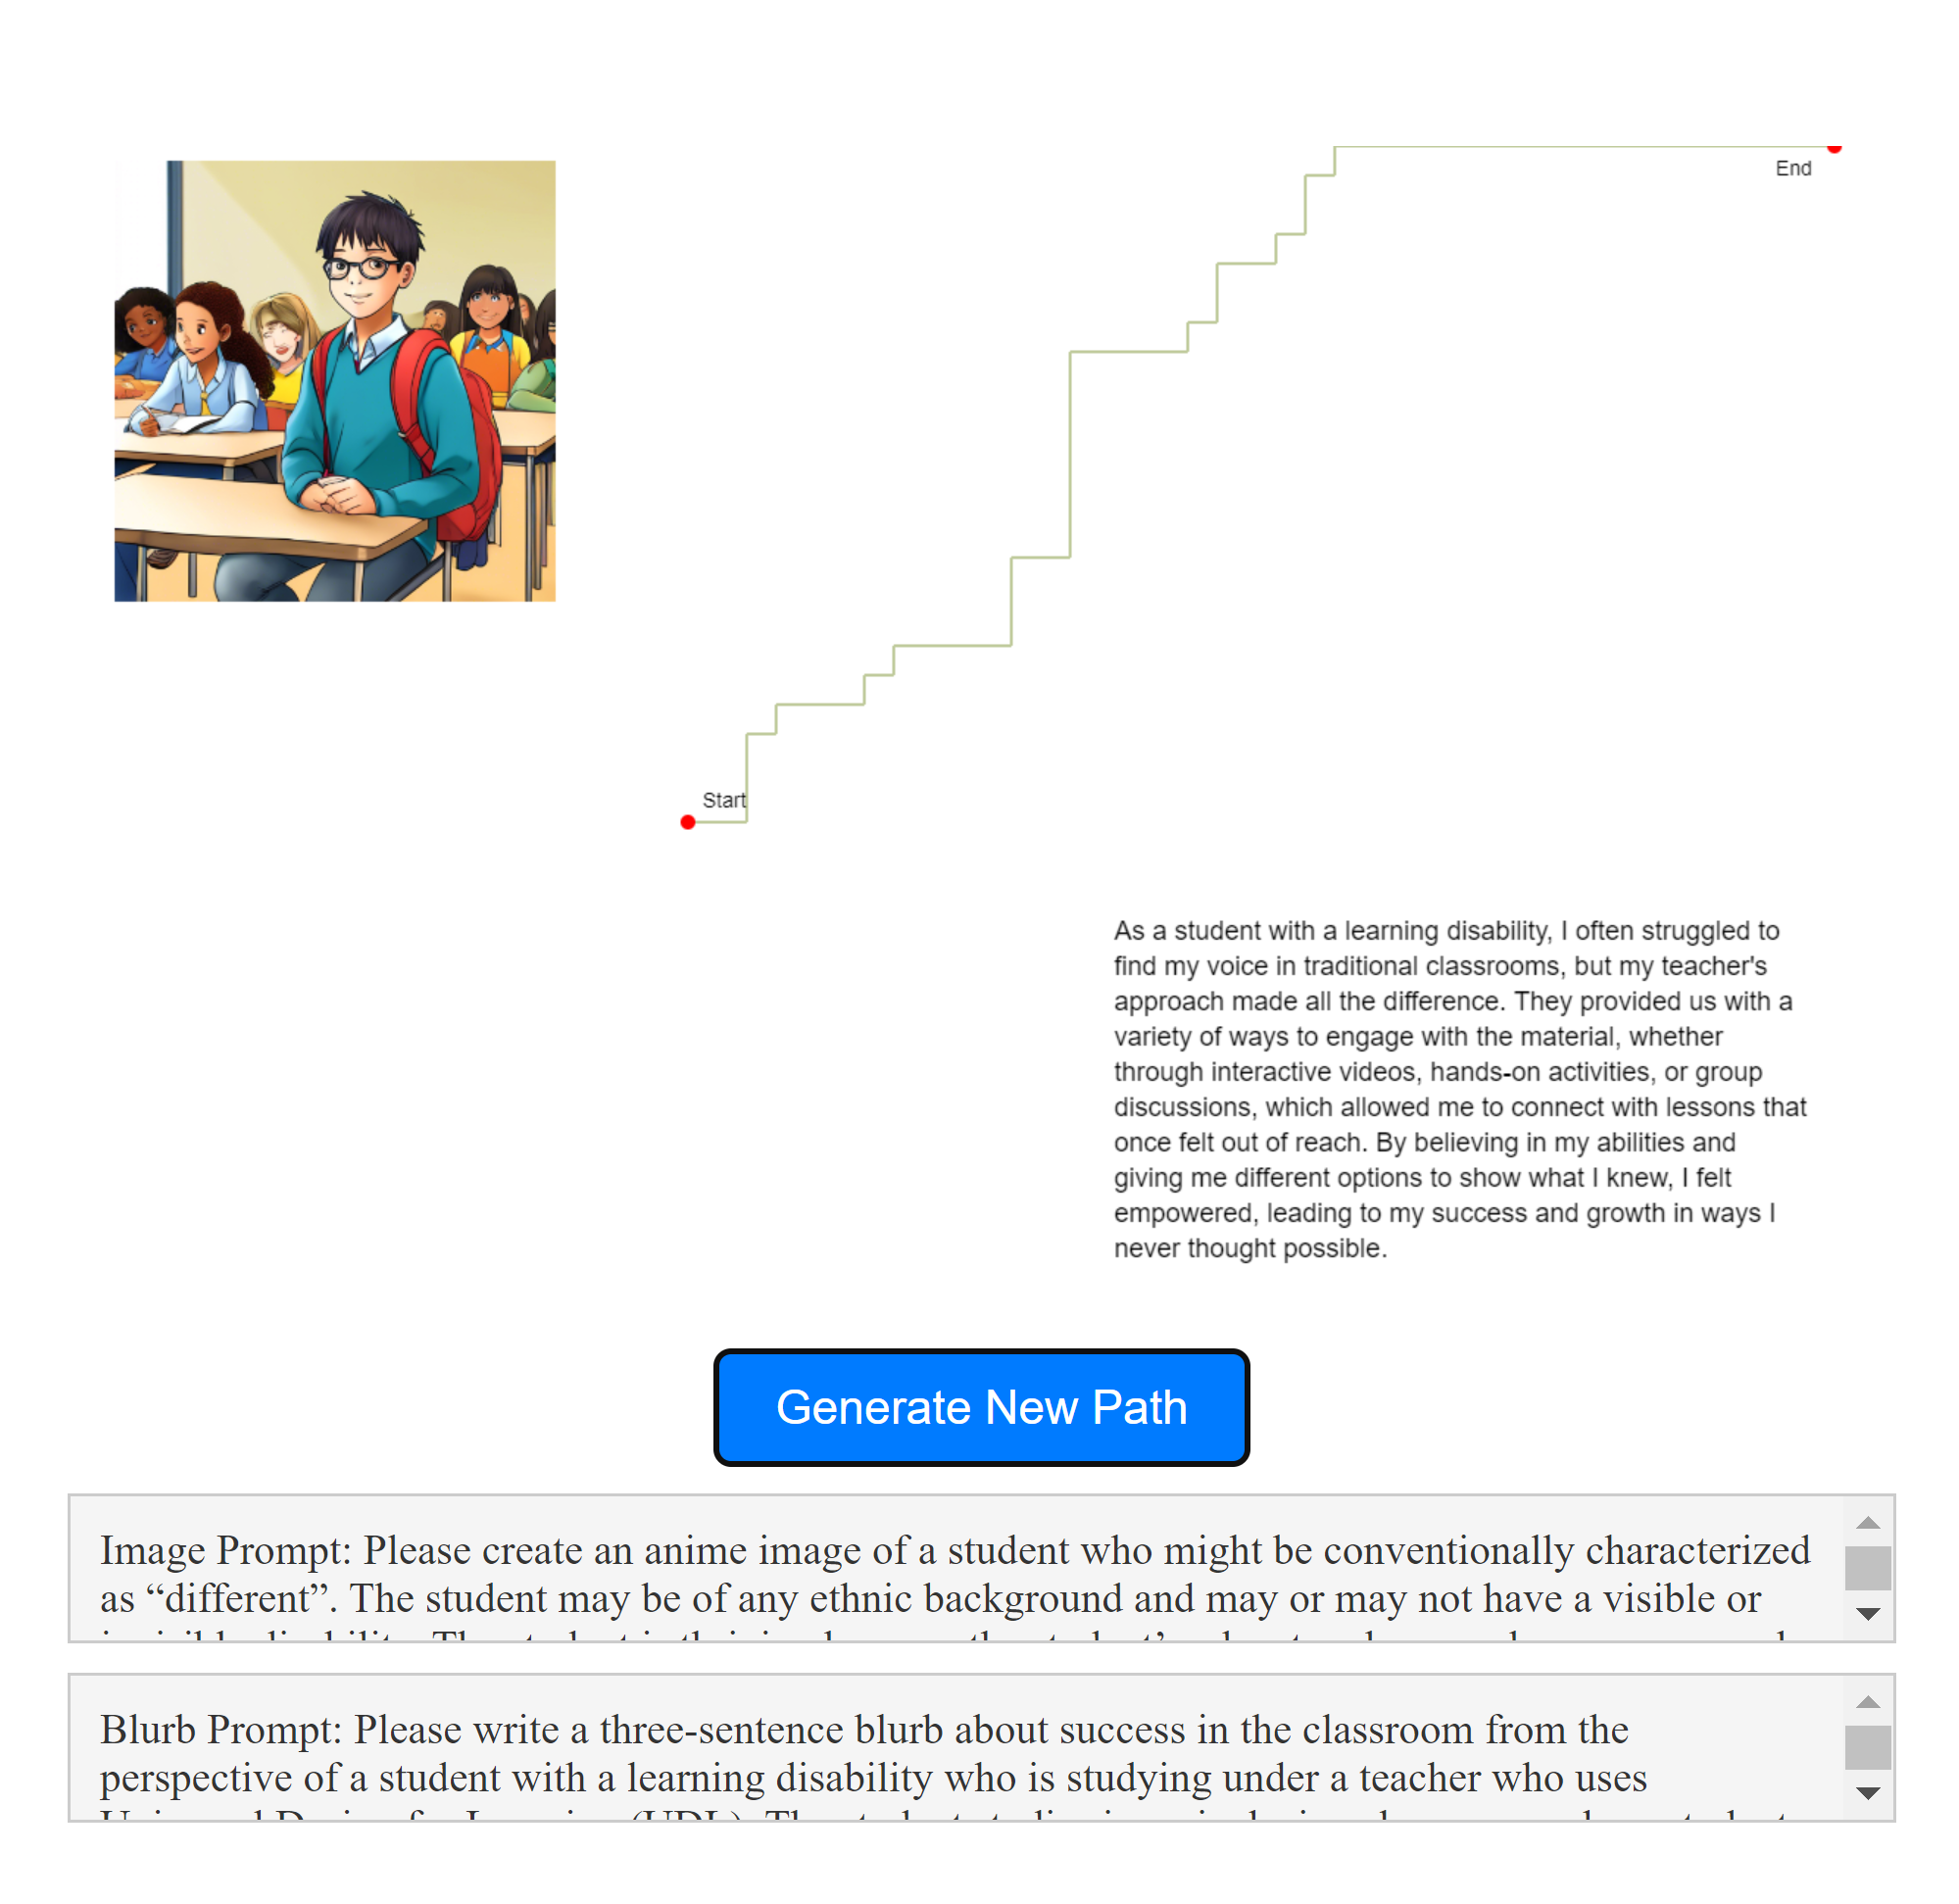 End
Start
As a student with a learning disability, I often struggled to
find my voice in traditional classrooms, but my teacher's
approach made all the difference. They provided us with a
variety of ways to engage with the material, whether
through interactive videos, hands-on activities, or group
discussions, which allowed me to connect with lessons that
once felt out of reach. By believing in my abilities and
giving me different options to show what I knew, I felt
empowered, leading to my success and growth in ways I
never thought possible.
Generate New Path
Image Prompt: Please create an anime image of a student who might be conventionally characterized
as “different”. The student may be of any ethnic background and may or may not have a visible or
Blurb Prompt: Please write a three-sentence blurb about success in the classroom from the
perspective of a student with a learning disability who is studying under a teacher who uses